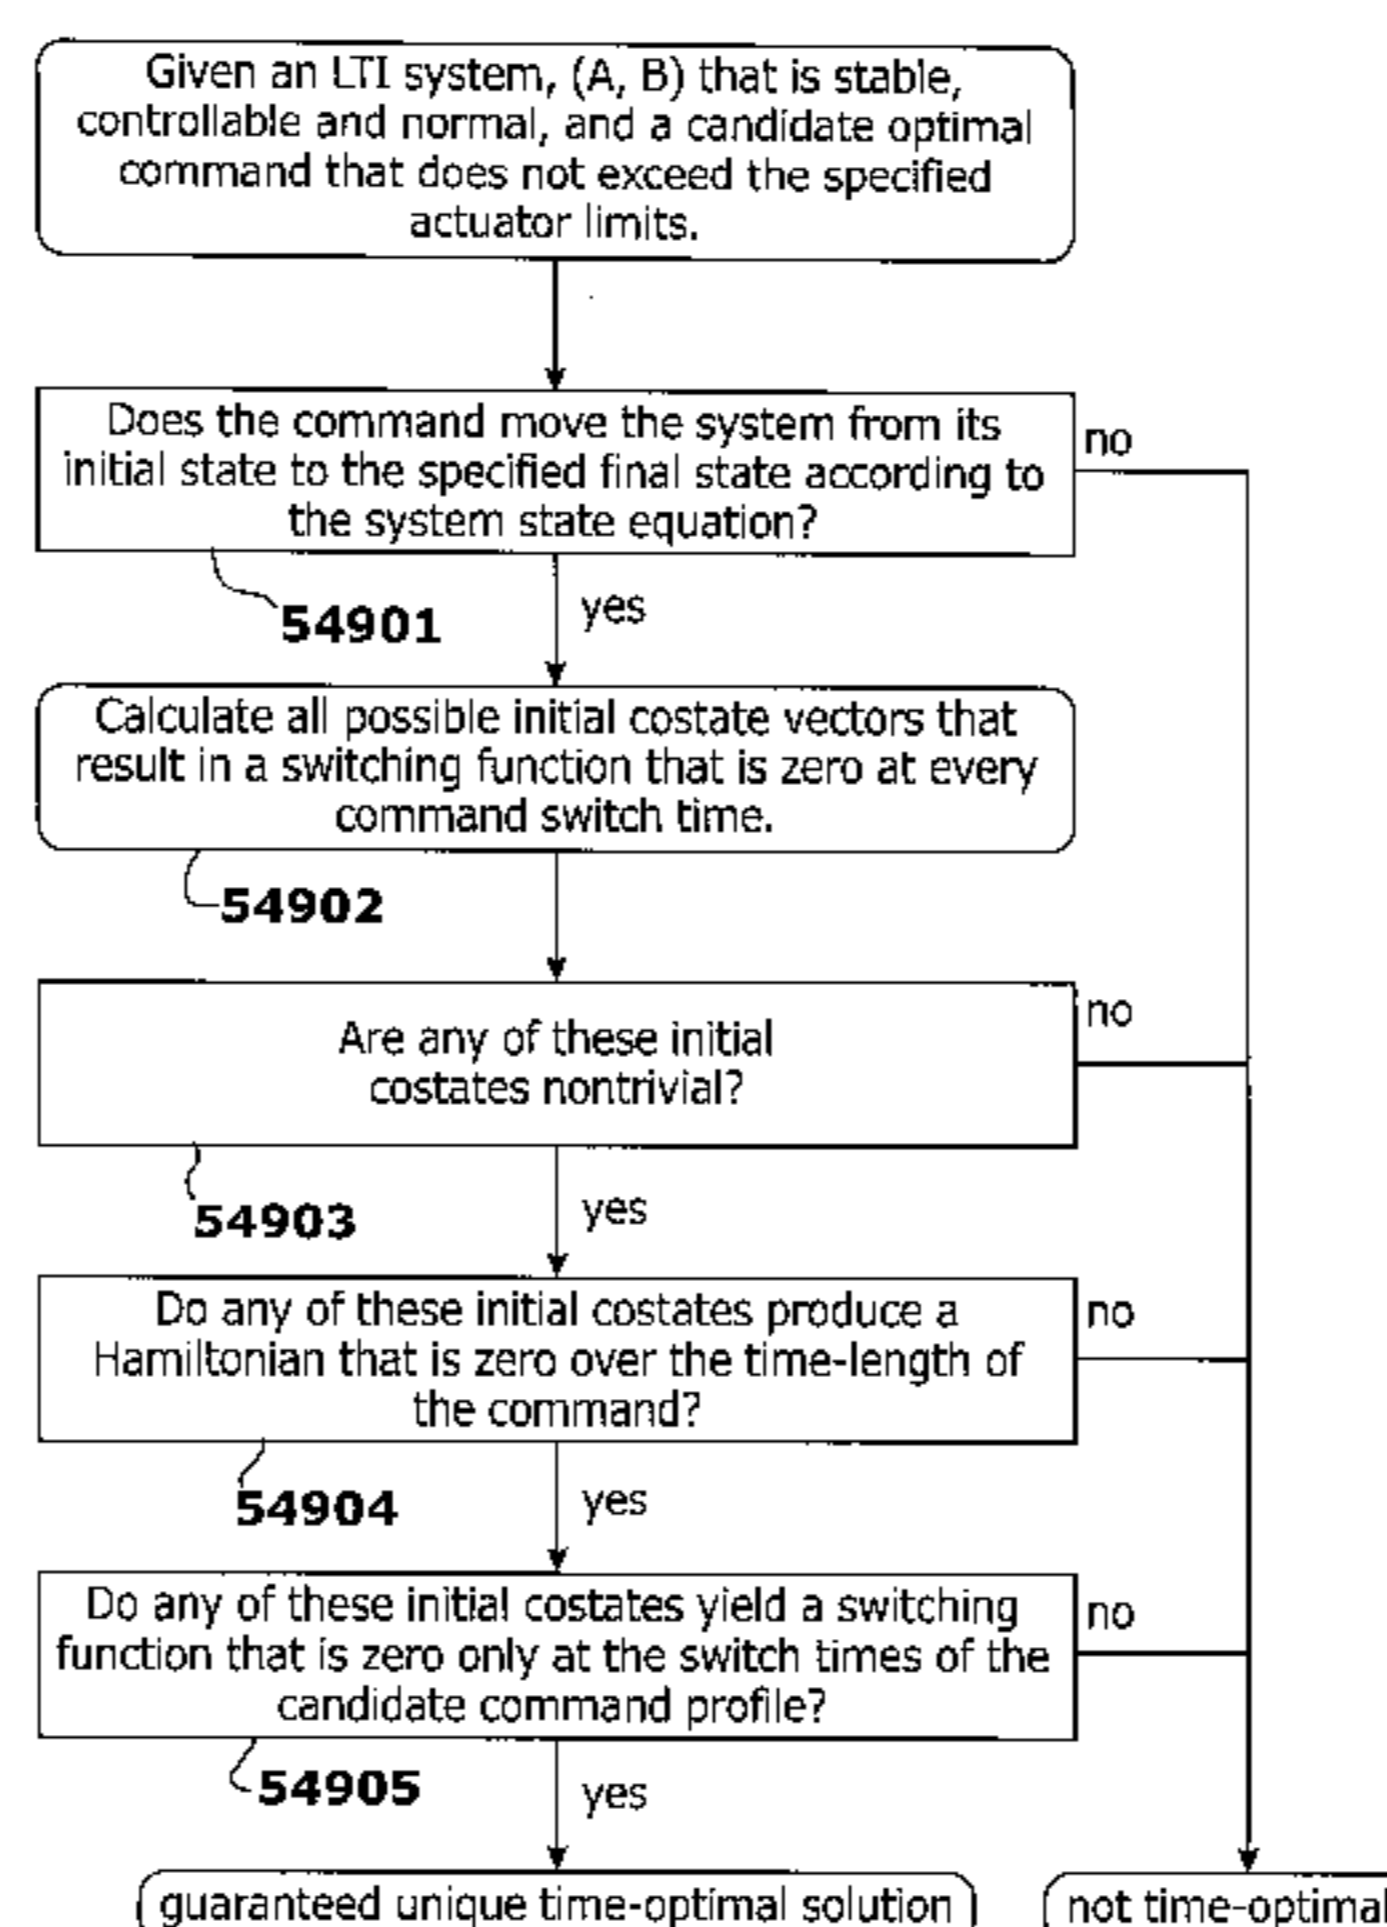 Given an LTI system, (A, B) that is stable,
controllable and normal, and a candidate optimal
command that does not exceed the specified
actuator limits.
Does the command move the system from its
initial state to the specified final state according to
the system state equation?
no
54901
yes
Calculate all possible initial costate vectors that
result in a switching function that is zero at every
command switch time.
54902
Are any of these initial
costates nontrivial?
no
54903
yes
Do any of these initial costates produce a
Hamiltonian that is zero over the time-length of
the command?
no
54904
yes
Do any of these initial costates yield a switching
function that is zero only at the switch times of the
candidate command profile?
no
54905
yes
guaranteed unique time-optimal solution
not time-optimal